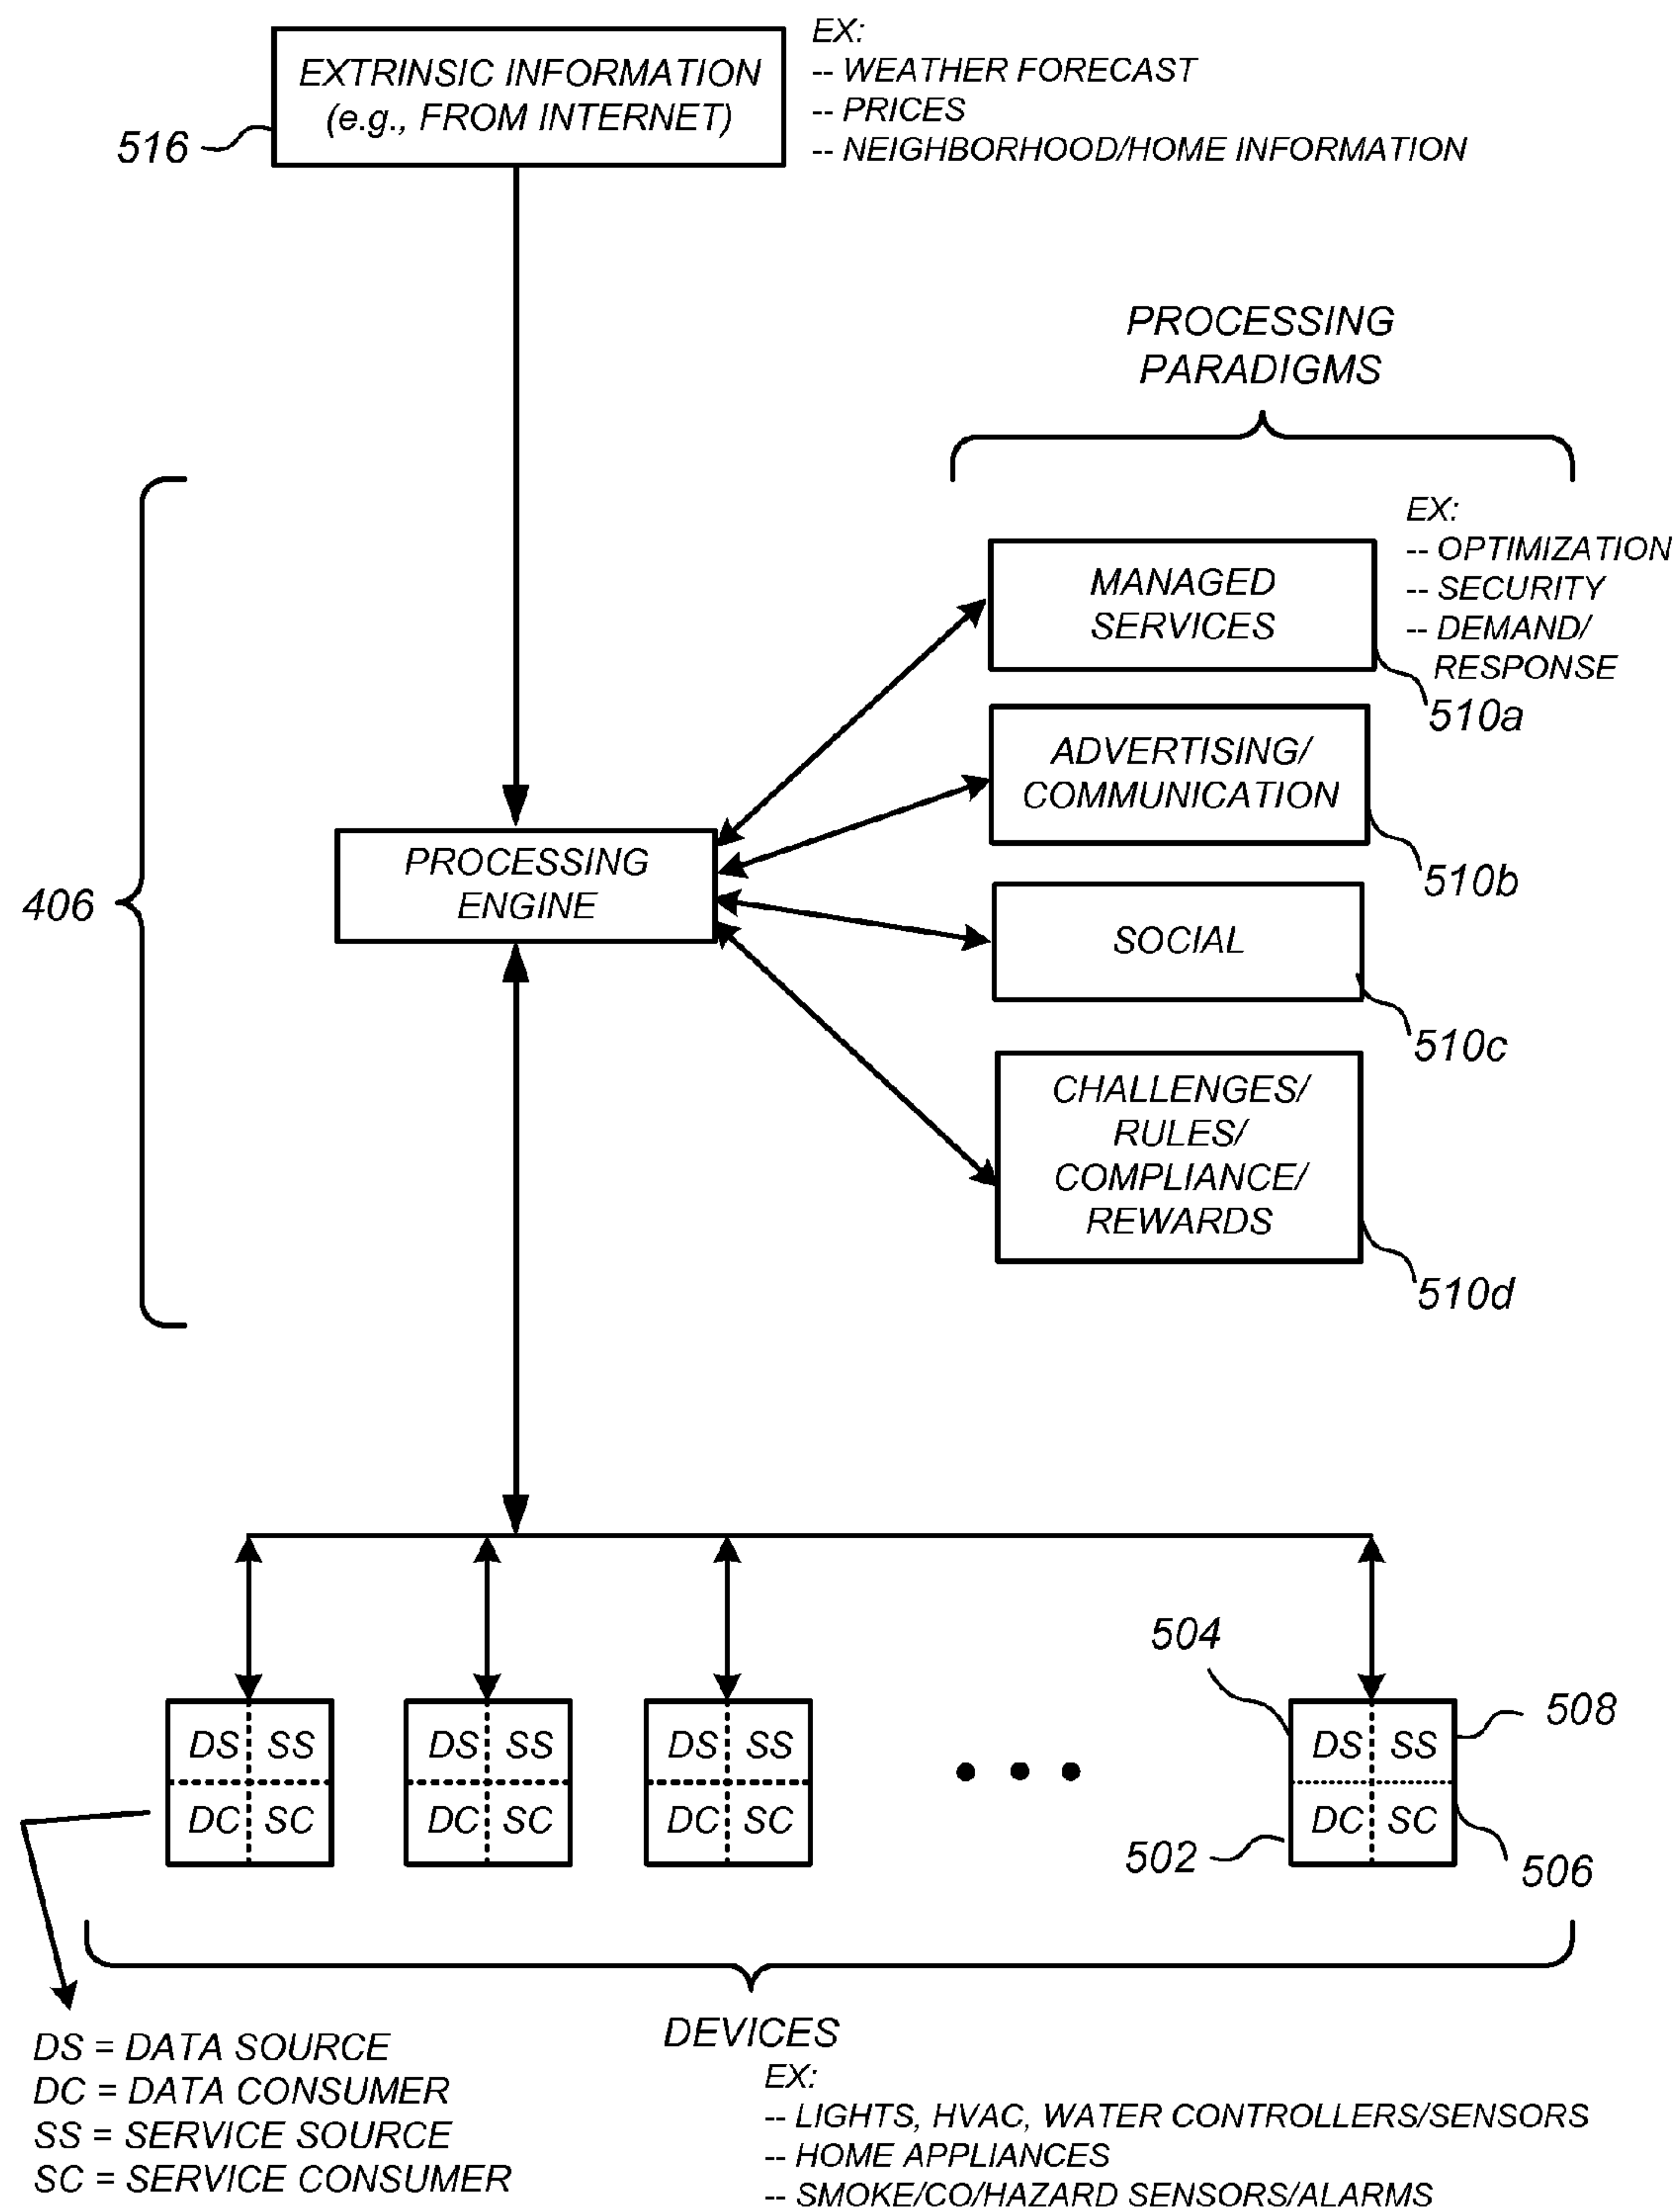 EXTRINSIC INFORMATION
(e.g., FROM INTERNET)
516
EX:
-- WEATHER FORECAST
-- PRICES
-- NEIGHBORHOOD/HOME INFORMATION
PROCESSING
PARADIGMS
EX:
-- OPTIMIZATION
-- SECURITY
-- DEMAND/
RESPONSE
MANAGED
SERVICES
510a
ADVERTISING/
COMMUNICATION
510b
PROCESSING
ENGINE
406
SOCIAL
510c
CHALLENGES/
RULES/
COMPLIANCE/
REWARDS
510d
504
508
DS SS
DC SC
DS SS
DC SC
DS SS
DC SC
DS SS
DC SC
502
506
DS = DATA SOURCE
DC = DATA CONSUMER
SS = SERVICE SOURCE
SC = SERVICE CONSUMER
DEVICES
EX:
-- LIGHTS, HVAC, WATER CONTROLLERS/SENSORS
-- HOME APPLIANCES
-- SMOKE/CO/HAZARD SENSORS/ALARMS